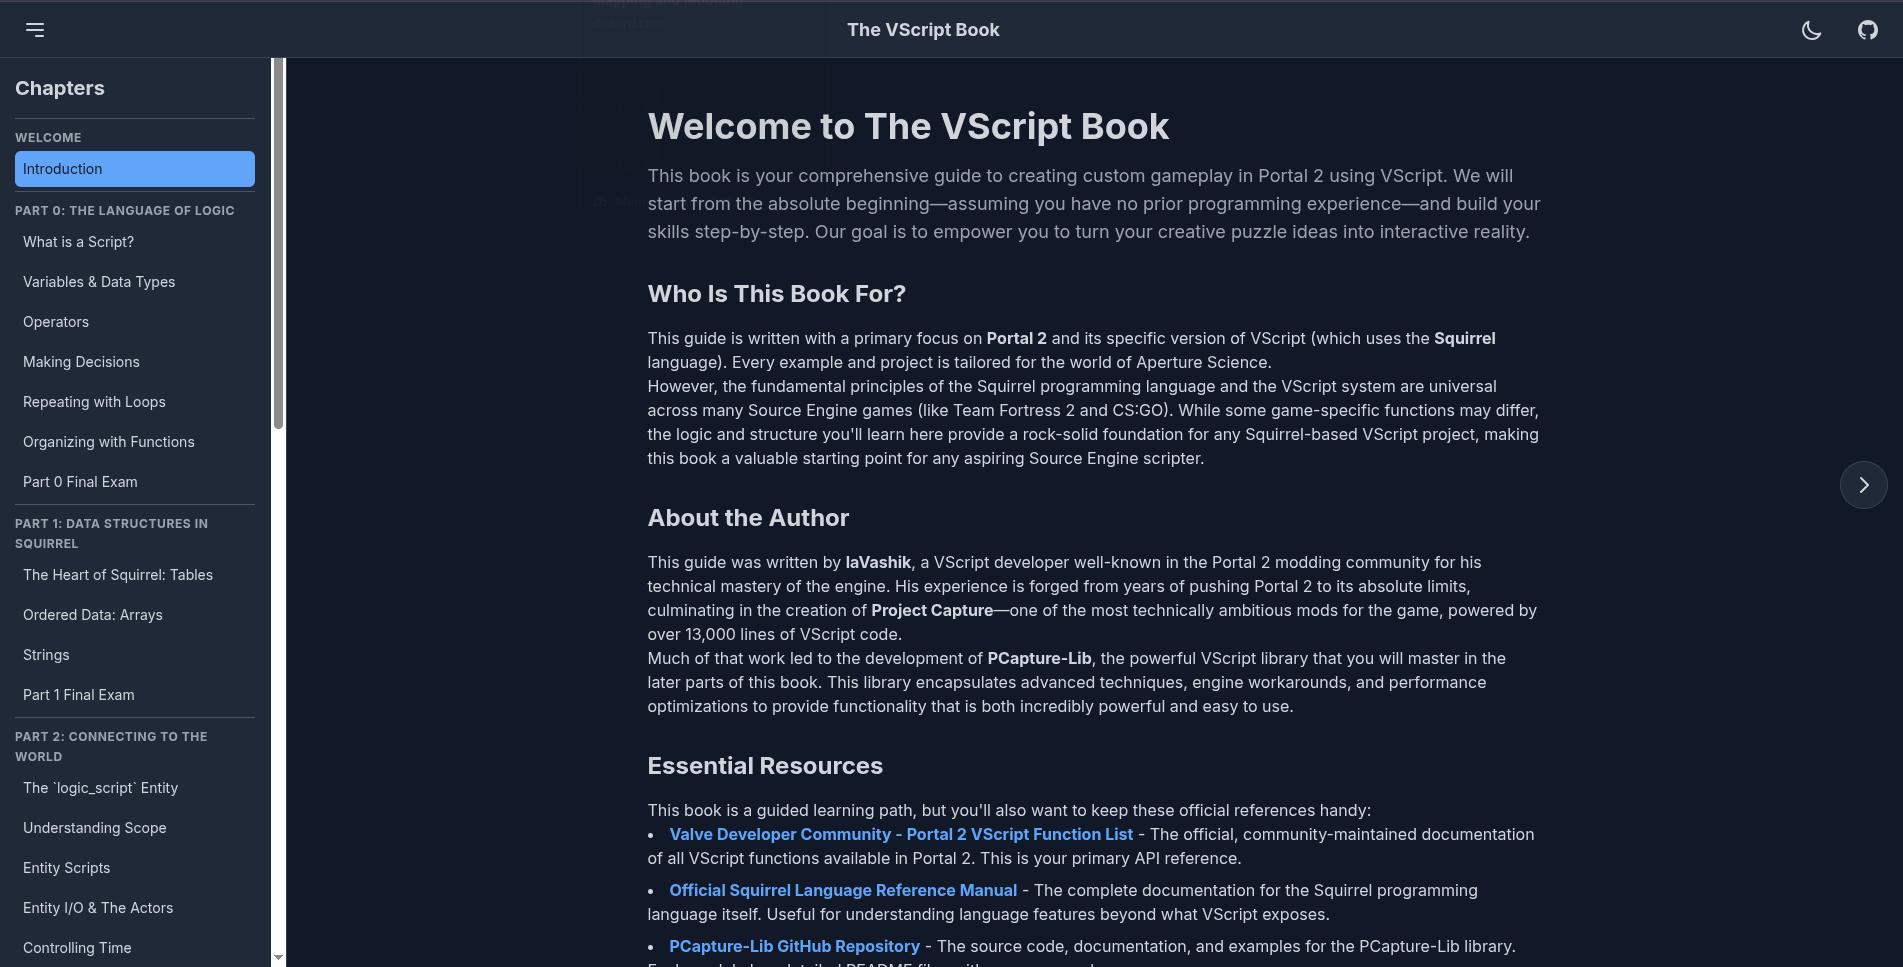 The VScript Book
Chapters
WELCOME
Introduction
PART 0: THE LANGUAGE OF LOGIC
What is a Script?
Variables & Data Types
Operators
Making Decisions
Repeating with Loops
Organizing with Functions
Part 0 Final Exam
PART 1: DATA STRUCTURES IN
SQUIRREL
The Heart of Squirrel: Tables
Ordered Data: Arrays
Strings
Part 1 Final Exam
PART 2: CONNECTING TO THE
WORLD
The `logic_script` Entity
Understanding Scope
Entity Scripts
Entity I/O & The Actors
Controlling Time
Welcome to The VScript Book
This book is your comprehensive guide to creating custom gameplay in Portal 2 using VScript. We will
start from the absolute beginning—assuming you have no prior programming experience—and build your
skills step-by-step. Our goal is to empower you to turn your creative puzzle ideas into interactive reality.
Who Is This Book For?
This guide is written with a primary focus on Portal 2 and its specific version of VScript (which uses the Squirrel
language). Every example and project is tailored for the world of Aperture Science.
However, the fundamental principles of the Squirrel programming language and the VScript system are universal
across many Source Engine games (like Team Fortress 2 and CS:GO). While some game-specific functions may differ,
the logic and structure you'll learn here provide a rock-solid foundation for any Squirrel-based VScript project, making
this book a valuable starting point for any aspiring Source Engine scripter.
About the Author
This guide was written by laVashik, a VScript developer well-known in the Portal 2 modding community for his
technical mastery of the engine. His experience is forged from years of pushing Portal 2 to its absolute limits,
culminating in the creation of Project Capture—one of the most technically ambitious mods for the game, powered by
over 13,000 lines of VScript code.
Much of that work led to the development of PCapture-Lib, the powerful VScript library that you will master in the
later parts of this book. This library encapsulates advanced techniques, engine workarounds, and performance
optimizations to provide functionality that is both incredibly powerful and easy to use.
Essential Resources
This book is a guided learning path, but you'll also want to keep these official references handy:
• Valve Developer Community - Portal 2 VScript Function List - The official, community-maintained documentation
of all VScript functions available in Portal 2. This is your primary API reference.
• Official Squirrel Language Reference Manual - The complete documentation for the Squirrel programming
language itself. Useful for understanding language features beyond what VScript exposes.
• PCapture-Lib GitHub Repository - The source code, documentation, and examples for the PCapture-Lib library.